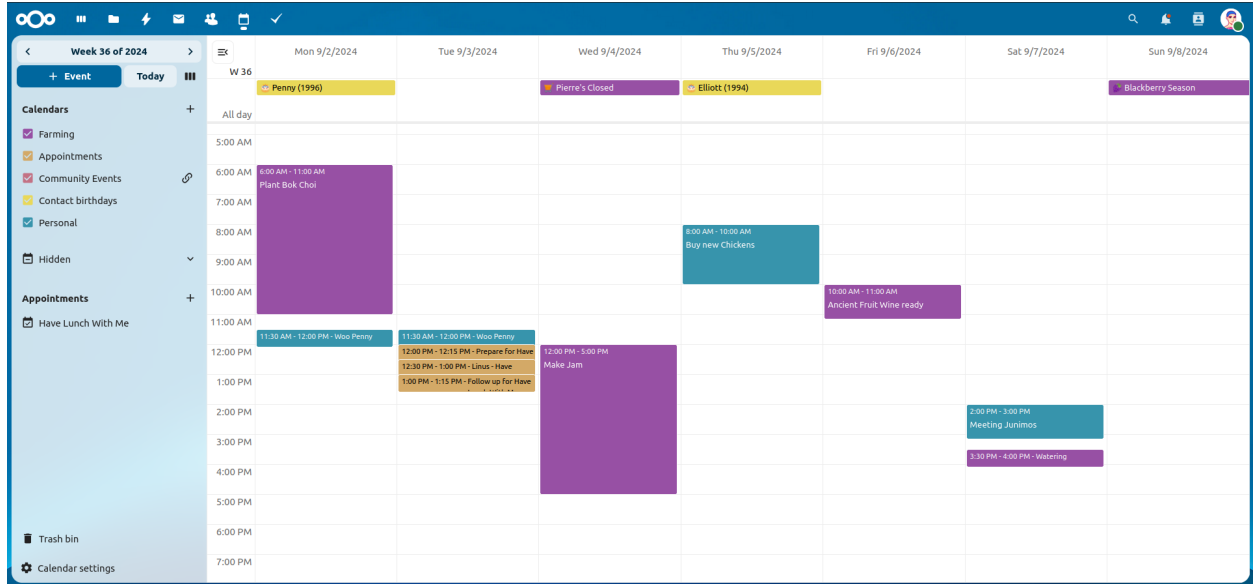 Week 36 of 2024
+ Event
Today
Calendars
Farming
Appointments
Community Events
Contact birthdays
Personal
Hidden
Appointments
Have Lunch With Me
Trash bin
Calendar settings
Mon 9/2/2024
Tue 9/3/2024
Wed 9/4/2024
Thu 9/5/2024
Fri 9/6/2024
Sat 9/7/2024
Sun 9/8/2024
W 36
Penny (1996)
Pierre's Closed
Elliott (1994)
Blackberry Season
All day
5:00 AM
6:00 AM
7:00 AM
8:00 AM
9:00 AM
10:00 AM
11:00 AM
12:00 PM
1:00 PM
2:00 PM
3:00 PM
4:00 PM
5:00 PM
6:00 PM
7:00 PM
6:00 AM - 11:00 AM
Plant Bok Choi
11:30 AM - 12:00 PM - Woo Penny
11:30 AM - 12:00 PM - Woo Penny
12:00 PM - 12:15 PM - Prepare for Have
12:30 PM - 1:00 PM - Linus - Have
1:00 PM - 1:15 PM - Follow up for Have
12:00 PM - 5:00 PM
Make Jam
8:00 AM - 10:00 AM
Buy new Chickens
10:00 AM - 11:00 AM
Ancient Fruit Wine ready
2:00 PM - 3:00 PM
Meeting Junimos
3:30 PM - 4:00 PM - Watering